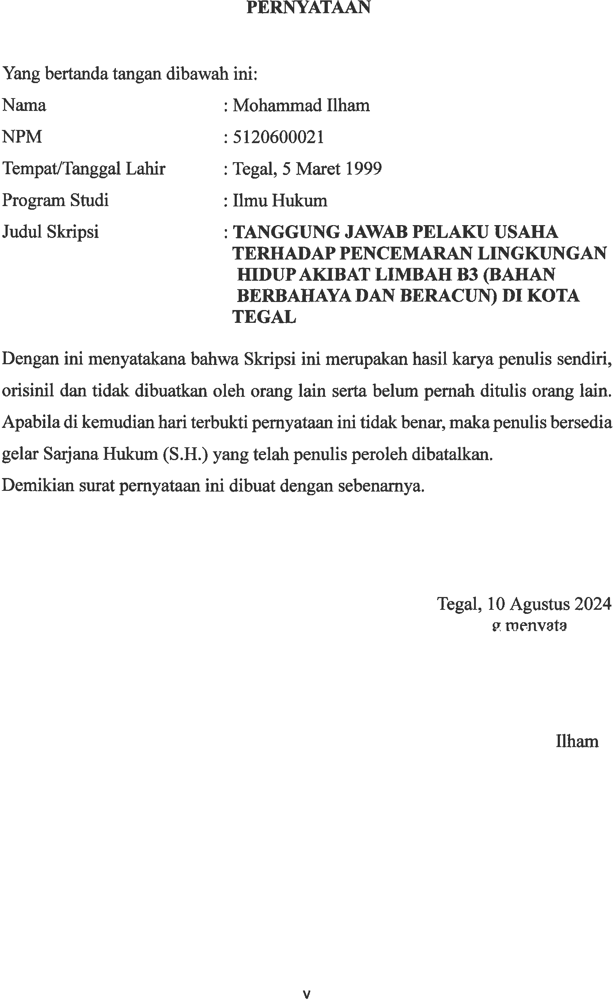 PERNYATAAN
Yang bertanda tangan dibawah ini:
Nama : Mohammad Ilham
NPM : 5120600021
Tempat/Tanggal Lahir : Tegal, 5 Maret 1999
Program Studi : Ilmu Hukum
Judul Skripsi : TANGGUNG JAWAB PELAKU USAHA
TERHADAP PENCEMARAN LINGKUNGAN
HIDUP AKIBAT LIMBAH B3 (BAHAN
BERBAHAYA DAN BERACUN) DI KOTA
TEGAL
Dengan ini menyatakana bahwa Skripsi ini merupakan hasil karya penulis sendiri,
orisinil dan tidak dibuatkan oleh orang lain serta belum pernah ditulis orang lain.
Apabila di kemudian hari terbukti pernyataan ini tidak benar, maka penulis bersedia
gelar Sarjana Hukum (S.H.) yang telah penulis peroleh dibatalkan.
Demikian surat pernyataan ini dibuat dengan sebenarnya.
Tegal, 10 Agustus 2024
g menyata
Ilham
v